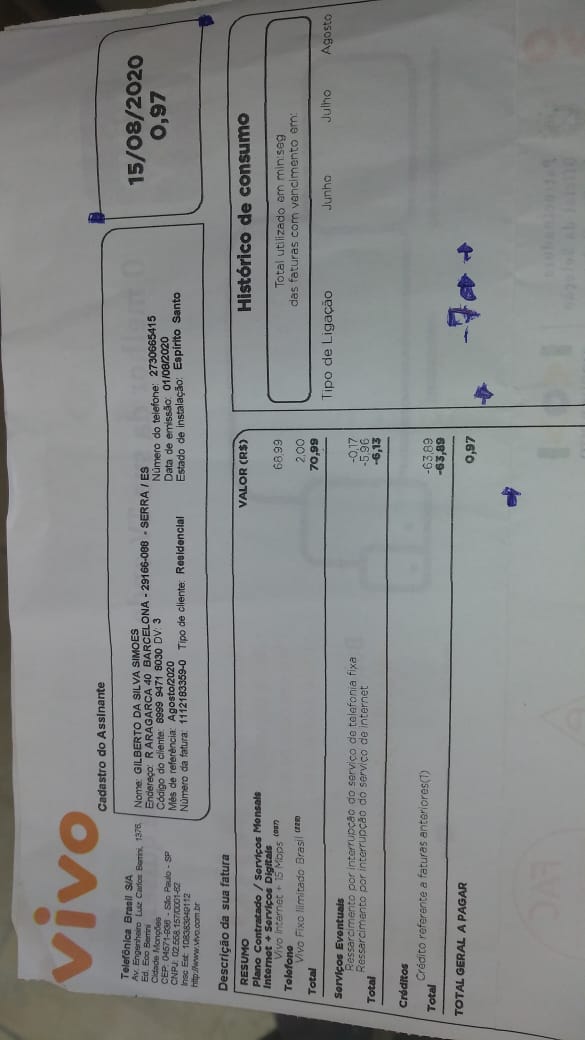 vivo
Telefônica Brasil S/A
Av. Engenheiro Luiz Carlos Berrini, 1376,
Ed. Eco Berrini
Cidade Monções
CEP: 04571-936 - São Paulo - SP
CNPJ: 02.558.157/0001-62
Insc Est: 108383949112
http://www.vivo.com.br
Cadastro do Assinante
Nome: GILBERTO DA SILVA SIMOES
Endereço: R ARAGARCA 40 BARCELONA - 29166-088 - SERRA / ES
Código do cliente: 8999 9471 8030 DV: 3 Número do telefone: 2730665415
Mês de referência: Agosto/2020 Data de emissão: 01/08/2020
Número da fatura: 1112183359-0 Tipo de cliente: Residencial Estado de instalação: Espírito Santo
15/08/2020
0,97
Descrição da sua fatura
RESUMO VALOR (R$)
Plano Contratado / Serviços Mensais
Internet + Serviços Digitais
Vivo Internet + 15 Mbps 68,99
Telefone
Vivo Fixo Ilimitado Brasil 2,00
Total 70,99
Serviços Eventuais
Ressarcimento por interrupção do serviço de telefonia fixa -0,17
Ressarcimento por interrupção do serviço de Internet -5,96
Total -6,13
Créditos
Crédito referente a faturas anteriores(1) -63,89
Total -63,89
TOTAL GERAL A PAGAR 0,97
Histórico de consumo
Total utilizado em min:seg
das faturas com vencimento em:
Tipo de Ligação Junho Julho Agosto